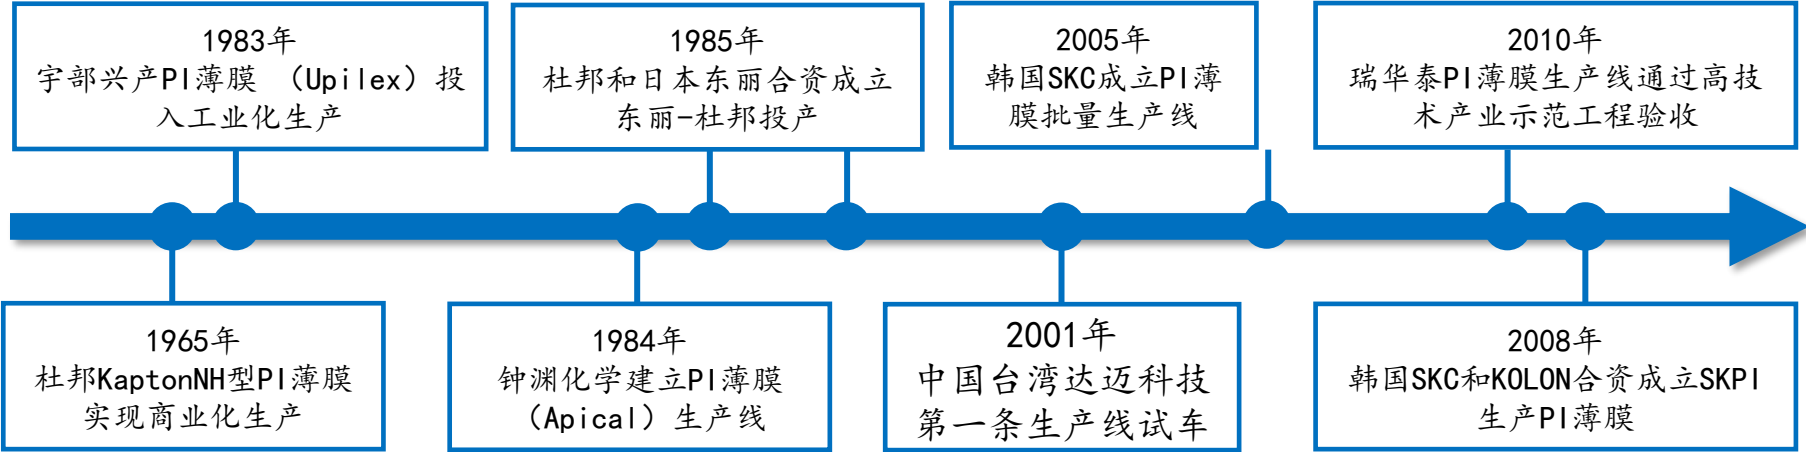 1983年
宇部兴产PI薄膜 （Upilex）投
入工业化生产
1985年
杜邦和日本东丽合资成立
东丽-杜邦投产
2005年
韩国SKC成立PI薄
膜批量生产线
2010年
瑞华泰PI薄膜生产线通过高技
术产业示范工程验收
1965年
杜邦KaptonNH型PI薄膜
实现商业化生产
1984年
钟渊化学建立PI薄膜
（Apical）生产线
2001年
中国台湾达迈科技
第一条生产线试车
2008年
韩国SKC和KOLON合资成立SKPI
生产PI薄膜